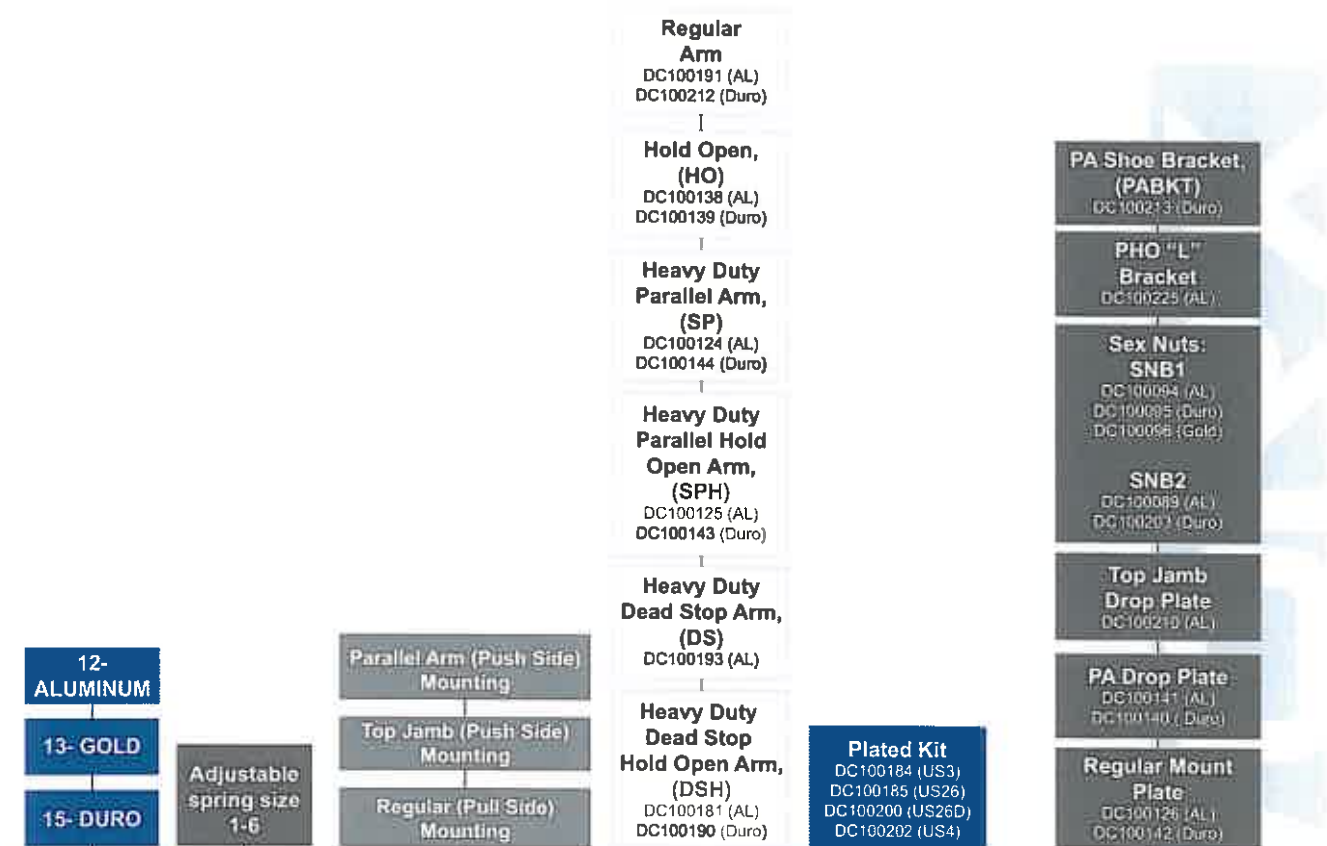 12-
ALUMINUM
13- GOLD
15- DURO
Adjustable
spring size
1-6
Parallel Arm (Push Side)
Mounting
Top Jamb (Push Side)
Mounting
Regular (Pull Side)
Mounting
Regular
Arm
DC100191 (AL)
DC100212 (Duro)
Hold Open,
(HO)
DC100138 (AL)
DC100139 (Duro)
Heavy Duty
Parallel Arm,
(SP)
DC100124 (AL)
DC100144 (Duro)
Heavy Duty
Parallel Hold
Open Arm,
(SPH)
DC100125 (AL)
DC100143 (Duro)
Heavy Duty
Dead Stop Arm,
(DS)
DC100193 (AL)
Heavy Duty
Dead Stop
Hold Open Arm,
(DSH)
DC100181 (AL)
DC100190 (Duro)
Plated Kit
DC100184 (US3)
DC100185 (US26)
DC100200 (US26D)
DC100202 (US4)
PA Shoe Bracket,
(PABKT)
DC100213 (Duro)
PHO "L"
Bracket
DC100225 (AL)
Sex Nuts:
SNB1
DC100094 (AL)
DC100095 (Duro)
DC100096 (Gold)
SNB2
DC100089 (AL)
DC100203 (Duro)
Top Jamb
Drop Plate
DC100210 (AL)
PA Drop Plate
DC100141 (AL)
DC100140 ( Duro)
Regular Mount
Plate
DC100126 (AL)
DC100142 (Duro)